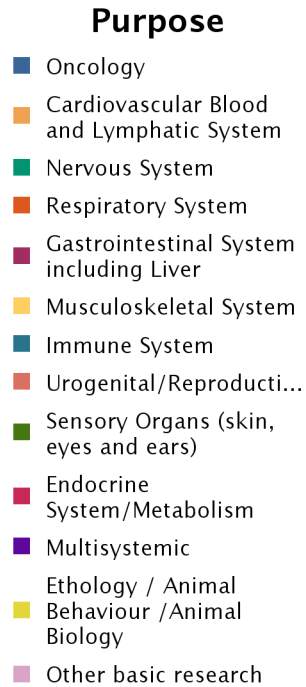 Purpose
Oncology
Cardiovascular Blood
and Lymphatic System
Nervous System
Respiratory System
Gastrointestinal System
including Liver
Musculoskeletal System
Immune System
Urogenital/Reproducti...
Sensory Organs (skin,
eyes and ears)
Endocrine
System/Metabolism
Multisystemic
Ethology / Animal
Behaviour /Animal
Biology
Other basic research